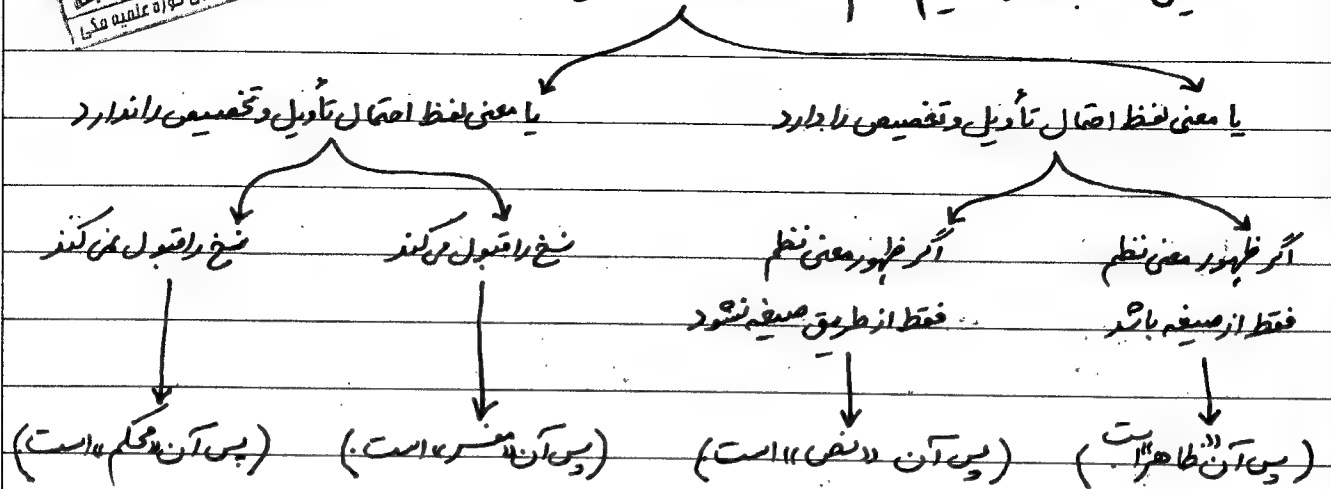 حوزه علمیه مکی
یا معنی لفظ احتمال تأویل و تخصیص را دارد
یا معنی لفظ احتمال تأویل و تخصیص را ندارد
اگر ظهور معنی نظم
فقط از صیغه باشد
اگر ظهور معنی نظم
فقط از طریق صیغه نشود
نسخ را قبول می کند
نسخ را قبول نمی کند
(پس آن «ظاهر» است)
(پس آن «نص» است)
(پس آن «مفسر» است.)
(پس آن «محکم» است)